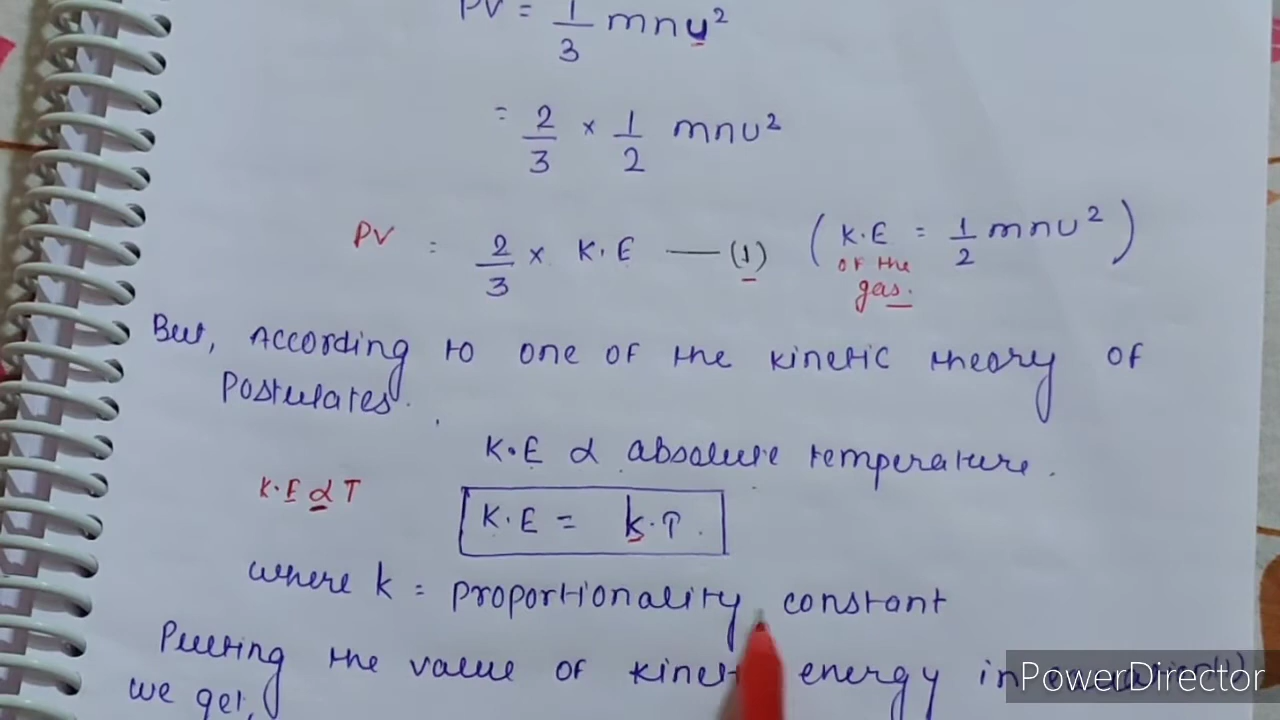 PV = 1/3 mnu²
= 2/3 × 1/2 mnu²
PV = 2/3 × K.E — (1) (K.E = 1/2 mnu²)
of the
gas.
But, According to one of the kinetic theory of
Postulates.
K.E α absolute temperature.
K.E α T
K.E = k.T.
where k = proportionality constant
Putting the value of energy in
we get,
PowerDirector